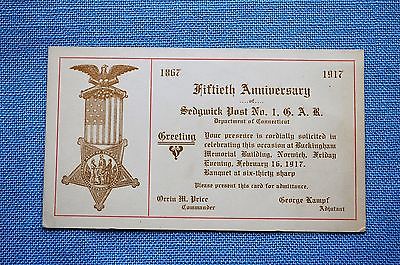 1867 1917
Fiftieth Anniversary
...of...
Sedgwick Post No. 1, G. A. R.
Department of Connecticut
Greeting
Your presence is cordially solicited in
celebrating this occasion at Buckingham
Memorial Building, Norwich, Friday
Evening, February 16, 1917.
Banquet at six-thirty sharp
Please present this card for admittance.
Orrin M. Price George Kampf
Commander Adjutant